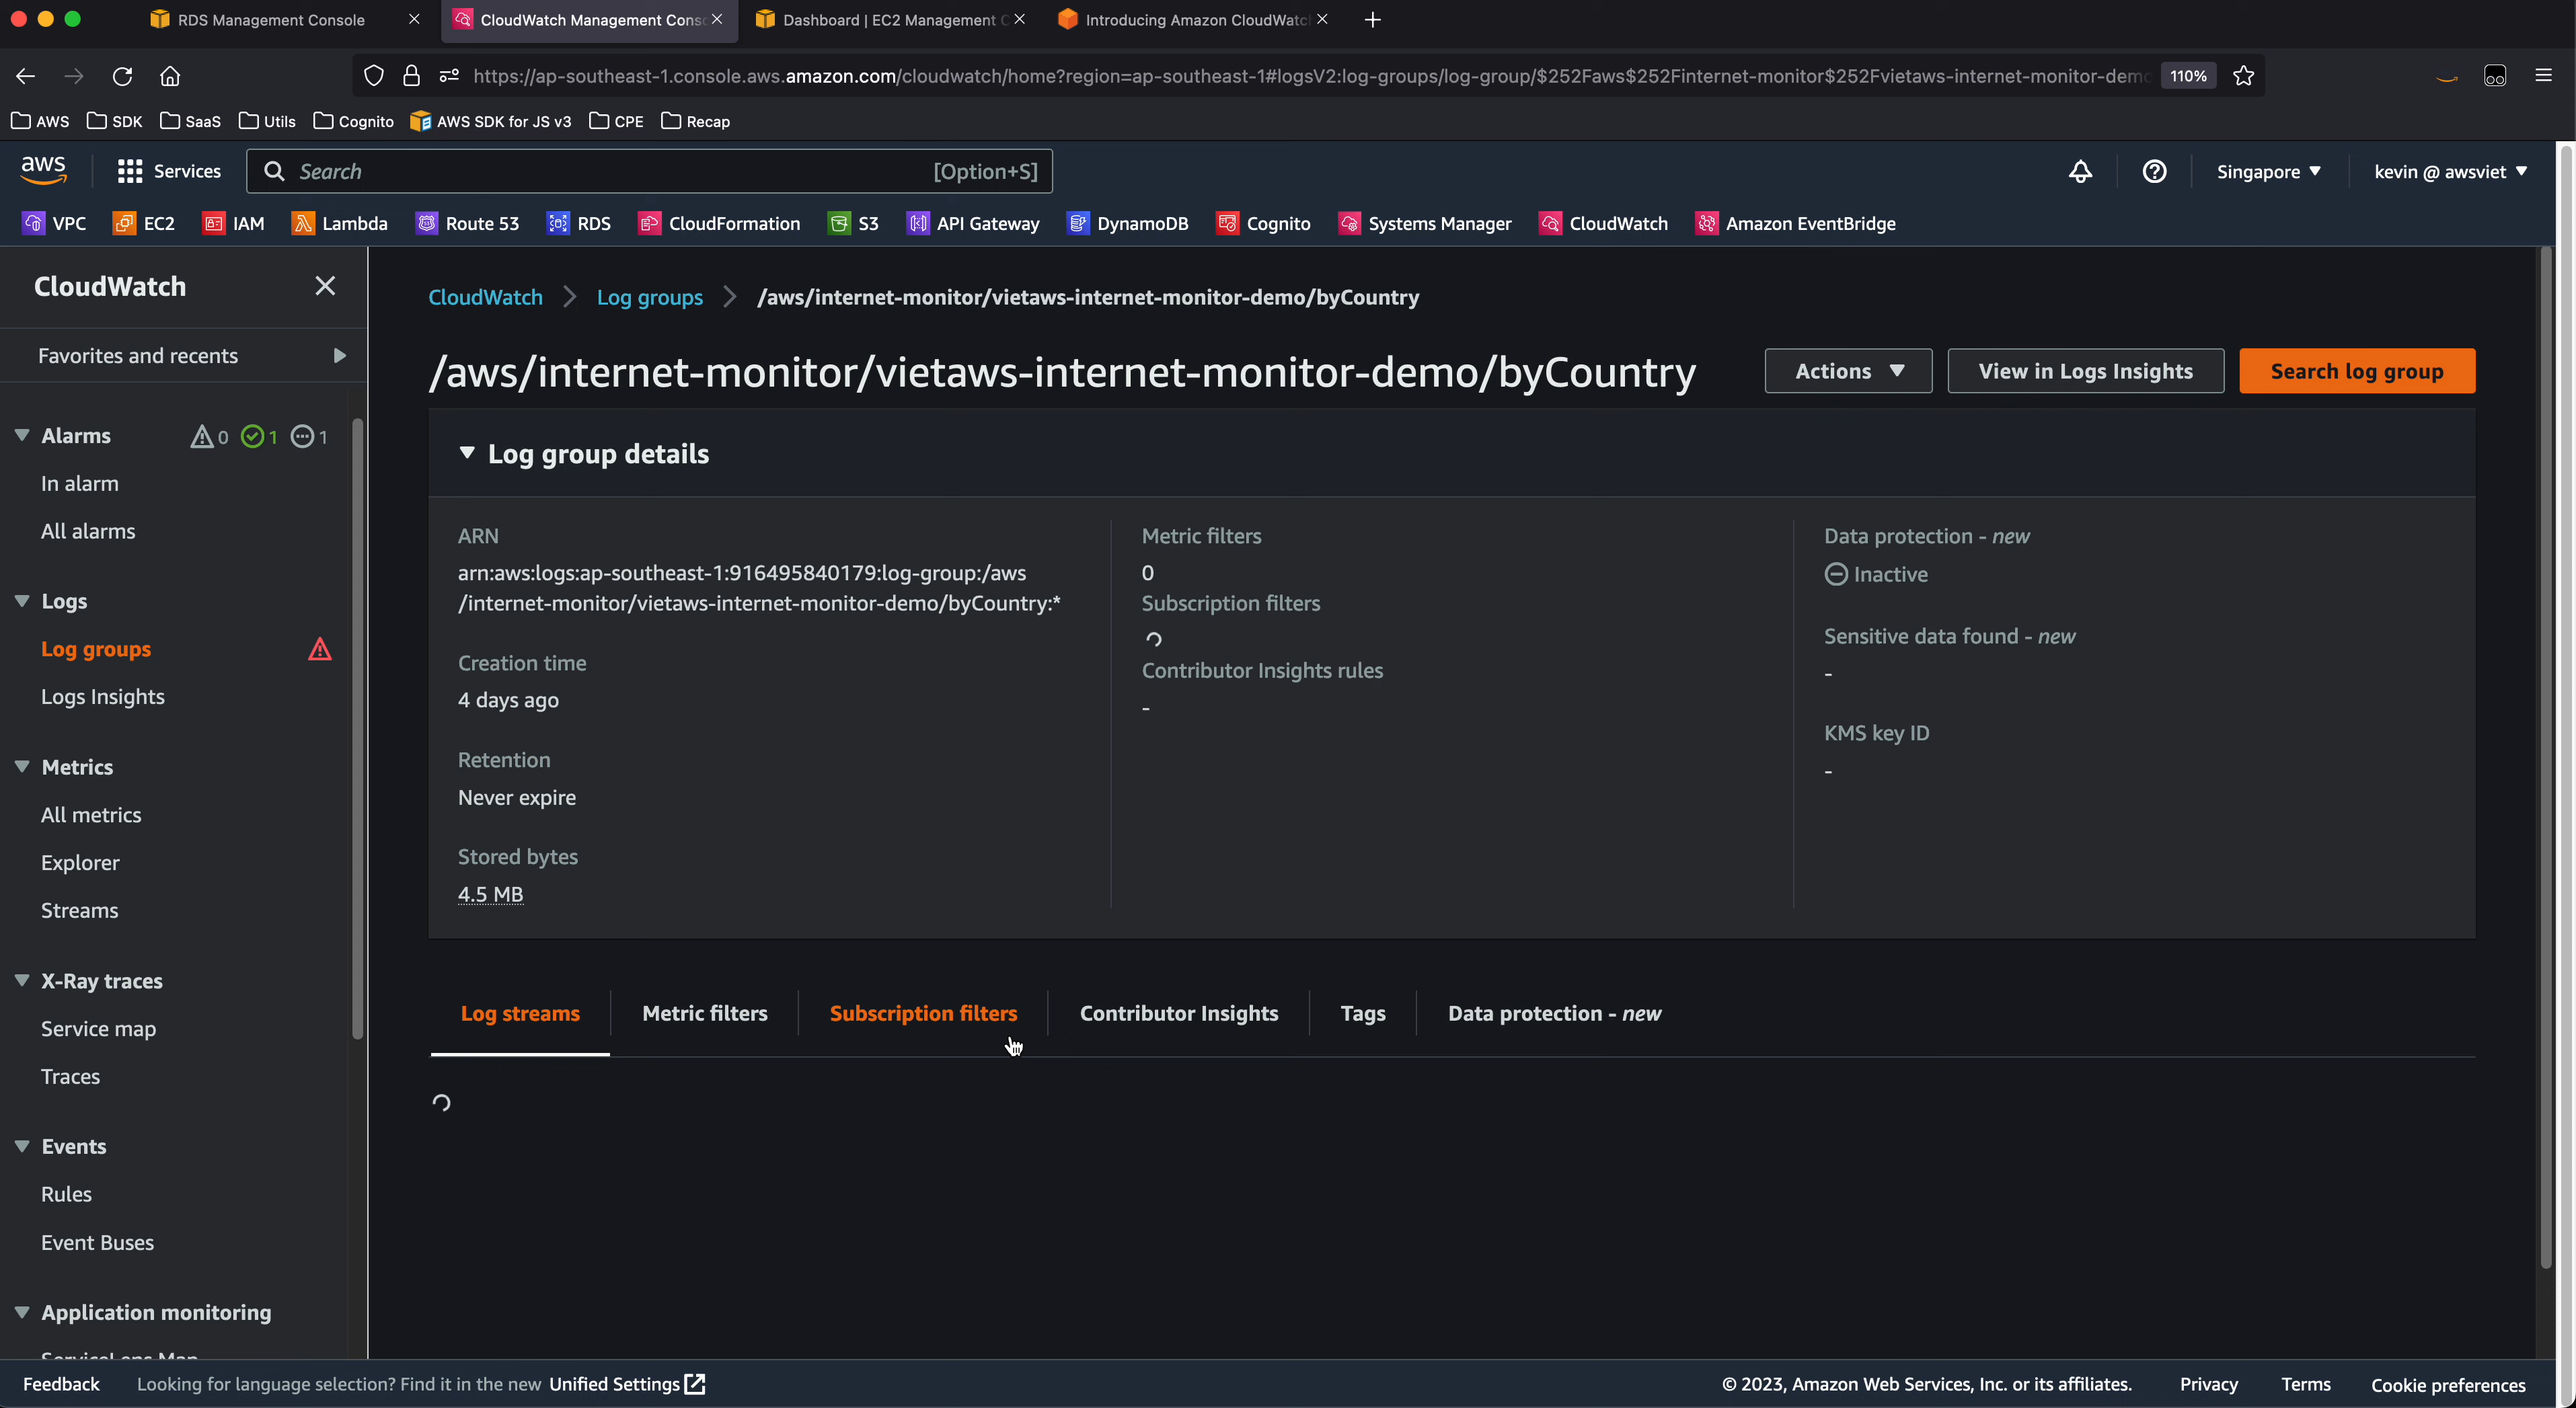 RDS Management Console
CloudWatch Management Conso
Dashboard | EC2 Management C
Introducing Amazon CloudWatc
https://ap-southeast-1.console.aws.amazon.com/cloudwatch/home?region=ap-southeast-1#logsV2:log-groups/log-group/$252Faws$252Finternet-monitor$252Fvietaws-internet-monitor-demo
110%
AWS SDK SaaS Utils Cognito AWS SDK for JS v3 CPE Recap
aws Services Search [Option+S] Singapore kevin @ awsviet
VPC EC2 IAM Lambda Route 53 RDS CloudFormation S3 API Gateway DynamoDB Cognito Systems Manager CloudWatch Amazon EventBridge
CloudWatch
Favorites and recents
Alarms 0 1 1
In alarm
All alarms
Logs
Log groups
Logs Insights
Metrics
All metrics
Explorer
Streams
X-Ray traces
Service map
Traces
Events
Rules
Event Buses
Application monitoring
CloudWatch > Log groups > /aws/internet-monitor/vietaws-internet-monitor-demo/byCountry
/aws/internet-monitor/vietaws-internet-monitor-demo/byCountry
Actions
View in Logs Insights
Search log group
Log group details
ARN
arn:aws:logs:ap-southeast-1:916495840179:log-group:/aws
/internet-monitor/vietaws-internet-monitor-demo/byCountry:*
Creation time
4 days ago
Retention
Never expire
Stored bytes
4.5 MB
Metric filters
0
Subscription filters
Contributor Insights rules
-
Data protection - new
Inactive
Sensitive data found - new
-
KMS key ID
-
Log streams Metric filters Subscription filters Contributor Insights Tags Data protection - new
Feedback Looking for language selection? Find it in the new Unified Settings
© 2023, Amazon Web Services, Inc. or its affiliates. Privacy Terms Cookie preferences